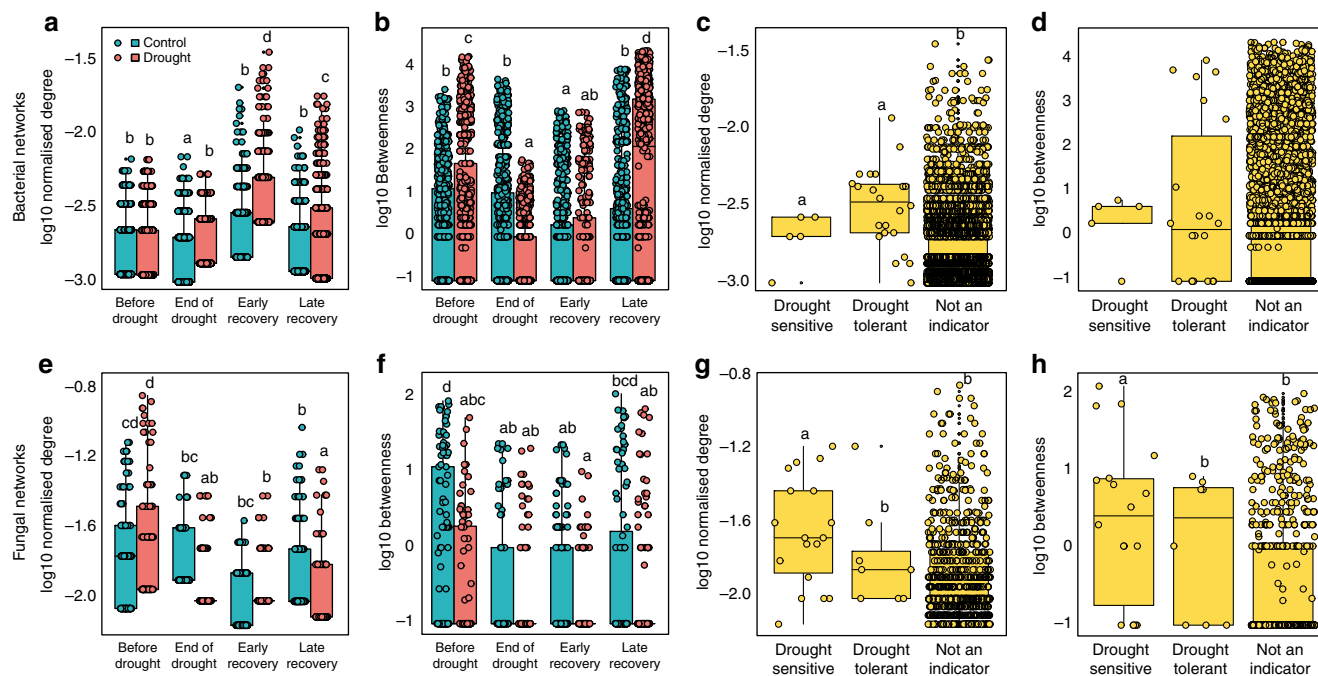 a
Bacterial networks
log10 normalised degree
−1.5
−2.0
−2.5
−3.0
Control
Drought
b b a b b d b c
Before drought
End of drought
Early recovery
Late recovery
b
log10 Betweenness
4
3
2
1
0
−1
b c b a a ab b d
Before drought
End of drought
Early recovery
Late recovery
c
log10 normalised degree
−1.5
−2.0
−2.5
−3.0
a a b
Drought sensitive
Drought tolerant
Not an indicator
d
log10 betweenness
4
3
2
1
0
−1
Drought sensitive
Drought tolerant
Not an indicator
e
Fungal networks
log10 normalised degree
−0.8
−1.2
−1.6
−2.0
cd d bc ab bc b b a
Before drought
End of drought
Early recovery
Late recovery
f
log10 betweenness
2
1
0
−1
d abc ab ab ab a bcd ab
Before drought
End of drought
Early recovery
Late recovery
g
log10 normalised degree
−0.8
−1.2
−1.6
−2.0
a b b
Drought sensitive
Drought tolerant
Not an indicator
h
log10 betweenness
2
1
0
−1
a b b
Drought sensitive
Drought tolerant
Not an indicator